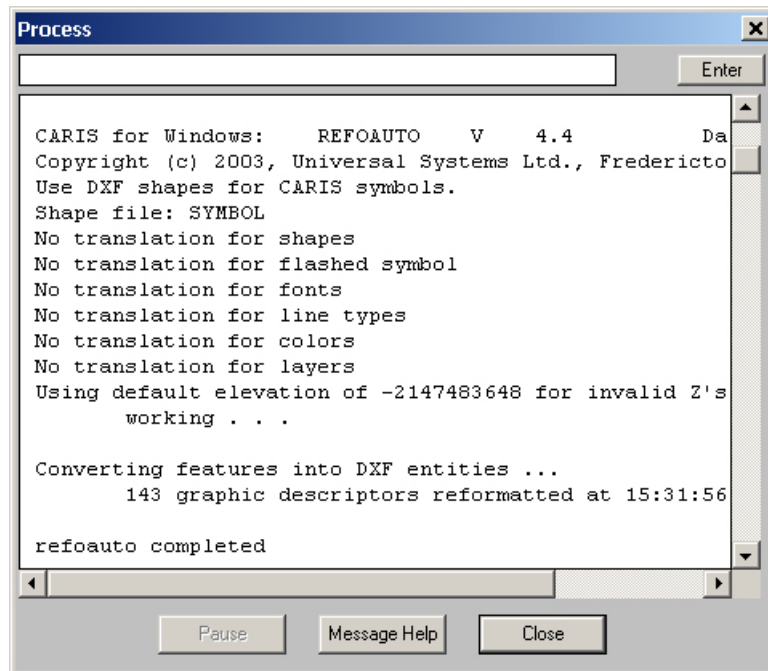 Process
Enter
CARIS for Windows: REFOAUTO V 4.4 Da
Copyright (c) 2003, Universal Systems Ltd., Fredericto
Use DXF shapes for CARIS symbols.
Shape file: SYMBOL
No translation for shapes
No translation for flashed symbol
No translation for fonts
No translation for line types
No translation for colors
No translation for layers
Using default elevation of -2147483648 for invalid Z's
working . . .
Converting features into DXF entities ...
143 graphic descriptors reformatted at 15:31:56
refoauto completed
Pause Message Help Close